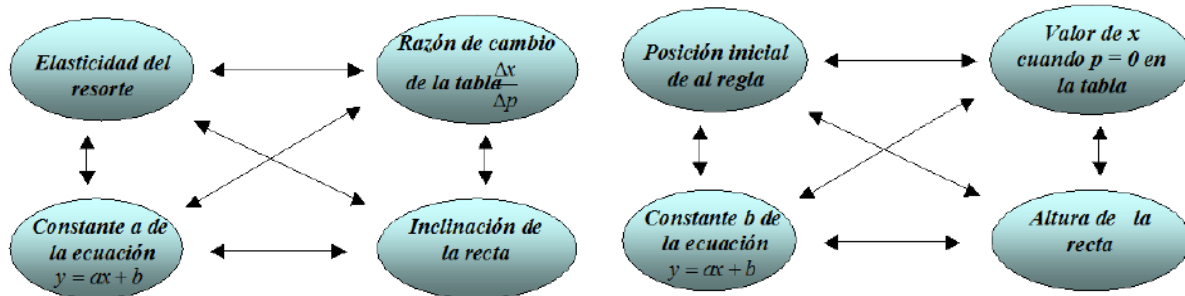 Elasticidad del
resorte
Razón de cambio
de la tabla Δx/Δp
Constante a de
la ecuación
y = ax + b
Inclinación de
la recta
Posición inicial
de al regla
Valor de x
cuando p = 0 en
la tabla
Constante b de
la ecuación
y = ax + b
Altura de la
recta